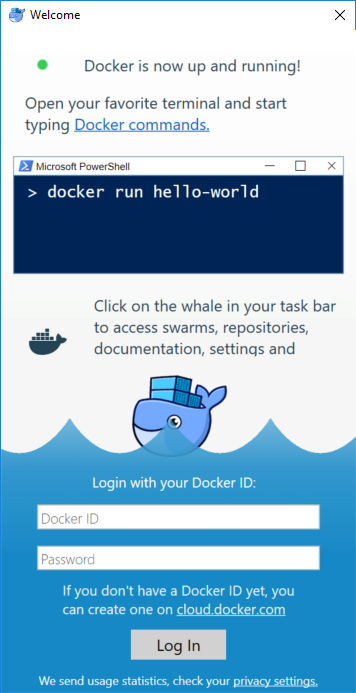 Welcome
Docker is now up and running!
Open your favorite terminal and start
typing Docker commands.
Microsoft PowerShell
> docker run hello-world
Click on the whale in your task bar
to access swarms, repositories,
documentation, settings and
Login with your Docker ID:
Docker ID
Password
If you don't have a Docker ID yet, you
can create one on cloud.docker.com
Log In
We send usage statistics, check your privacy settings.